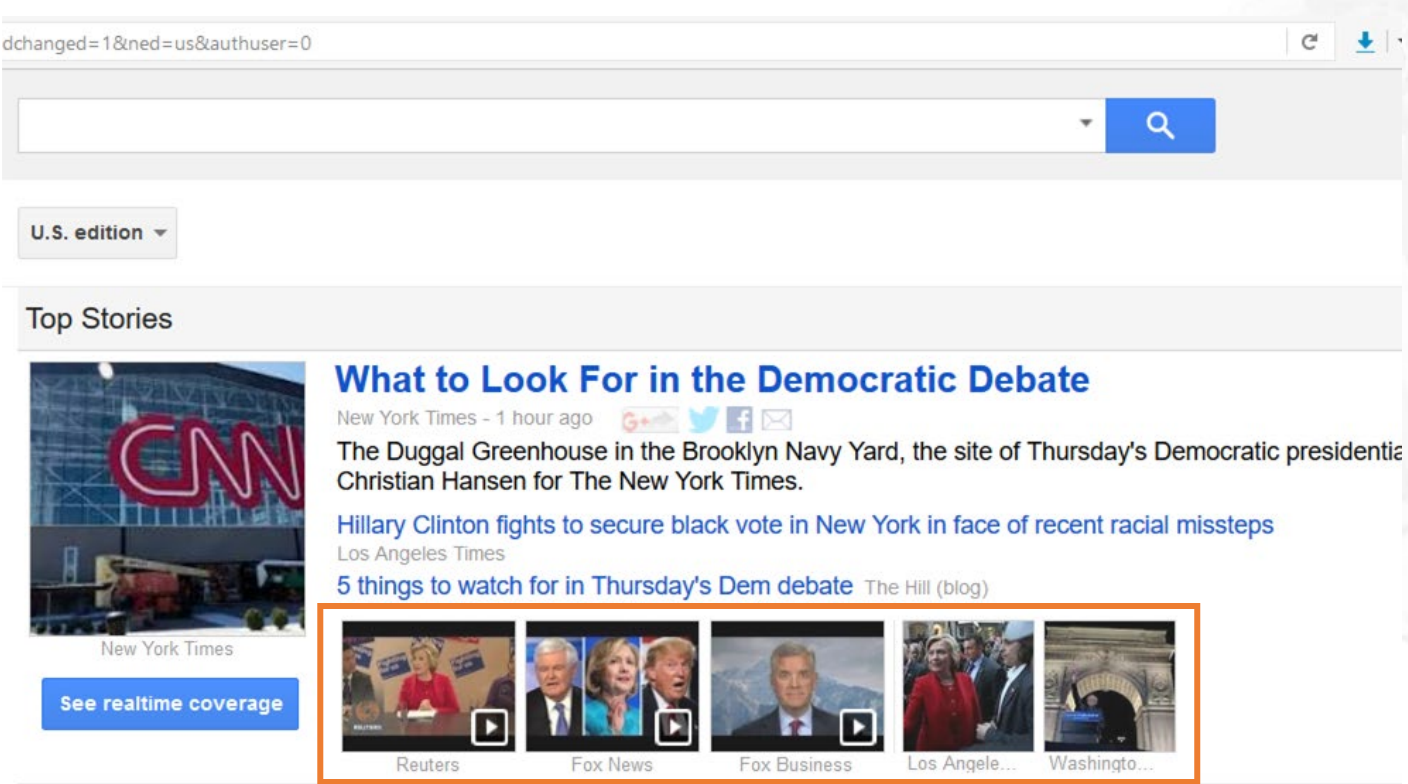 dchanged=1&ned=us&authuser=0
U.S. edition
Top Stories
CNN
New York Times
See realtime coverage
What to Look For in the Democratic Debate
New York Times - 1 hour ago
G+
The Duggal Greenhouse in the Brooklyn Navy Yard, the site of Thursday's Democratic presidentia
Christian Hansen for The New York Times.
Hillary Clinton fights to secure black vote in New York in face of recent racial missteps
Los Angeles Times
5 things to watch for in Thursday's Dem debate The Hill (blog)
REUTERS
Reuters
Fox News
Fox Business
Los Angele...
Washingto...